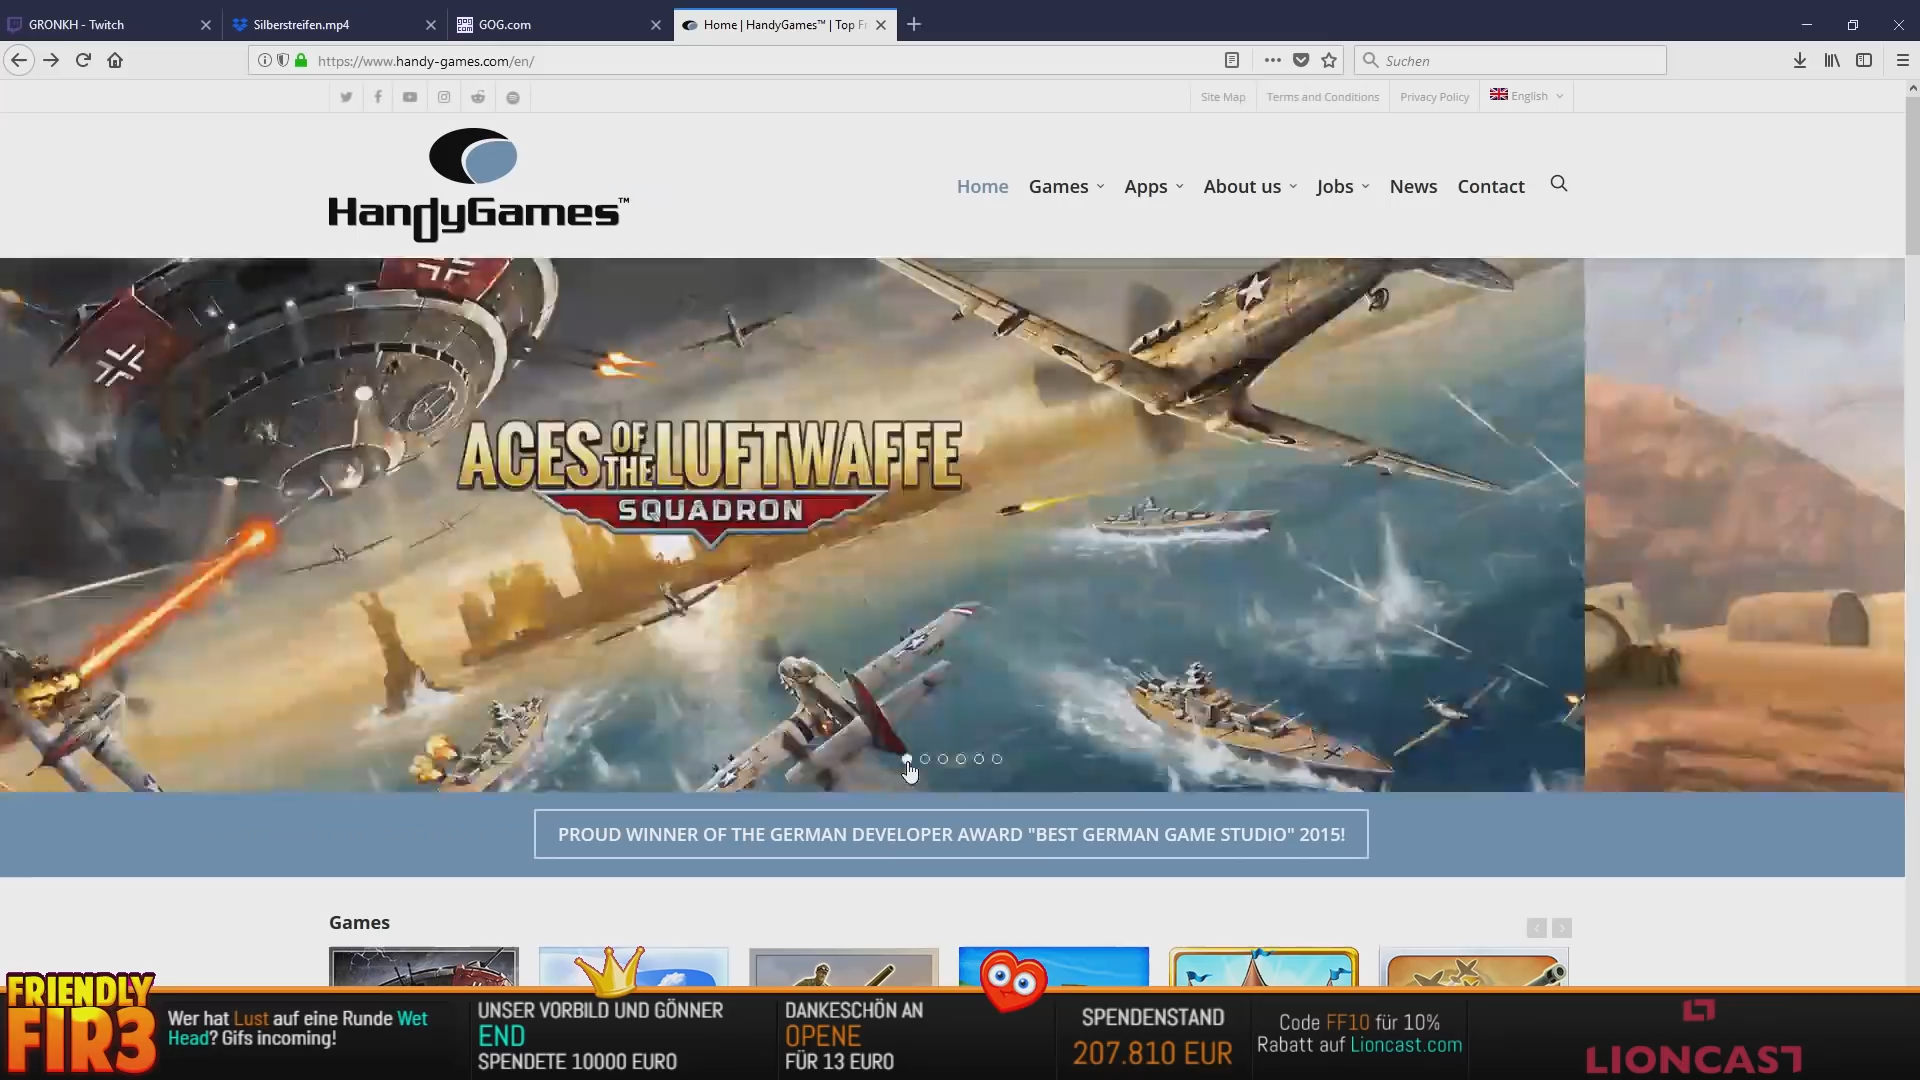 GRONKH - Twitch
Silberstreifen.mp4
GOG.com
Home | HandyGames™ | Top Fr
https://www.handy-games.com/en/
Suchen
Site Map
Terms and Conditions
Privacy Policy
English
HandyGames™
Home
Games
Apps
About us
Jobs
News
Contact
ACES OF THE LUFTWAFFE
SQUADRON
PROUD WINNER OF THE GERMAN DEVELOPER AWARD "BEST GERMAN GAME STUDIO" 2015!
Games
FRIENDLY
FIR3
Wer hat Lust auf eine Runde Wet
Head? Gifs incoming!
UNSER VORBILD UND GÖNNER
END
SPENDETE 10000 EURO
DANKESCHÖN AN
OPENE
FÜR 13 EURO
SPENDENSTAND
207.810 EUR
Code FF10 für 10%
Rabatt auf Lioncast.com
LIONCAST